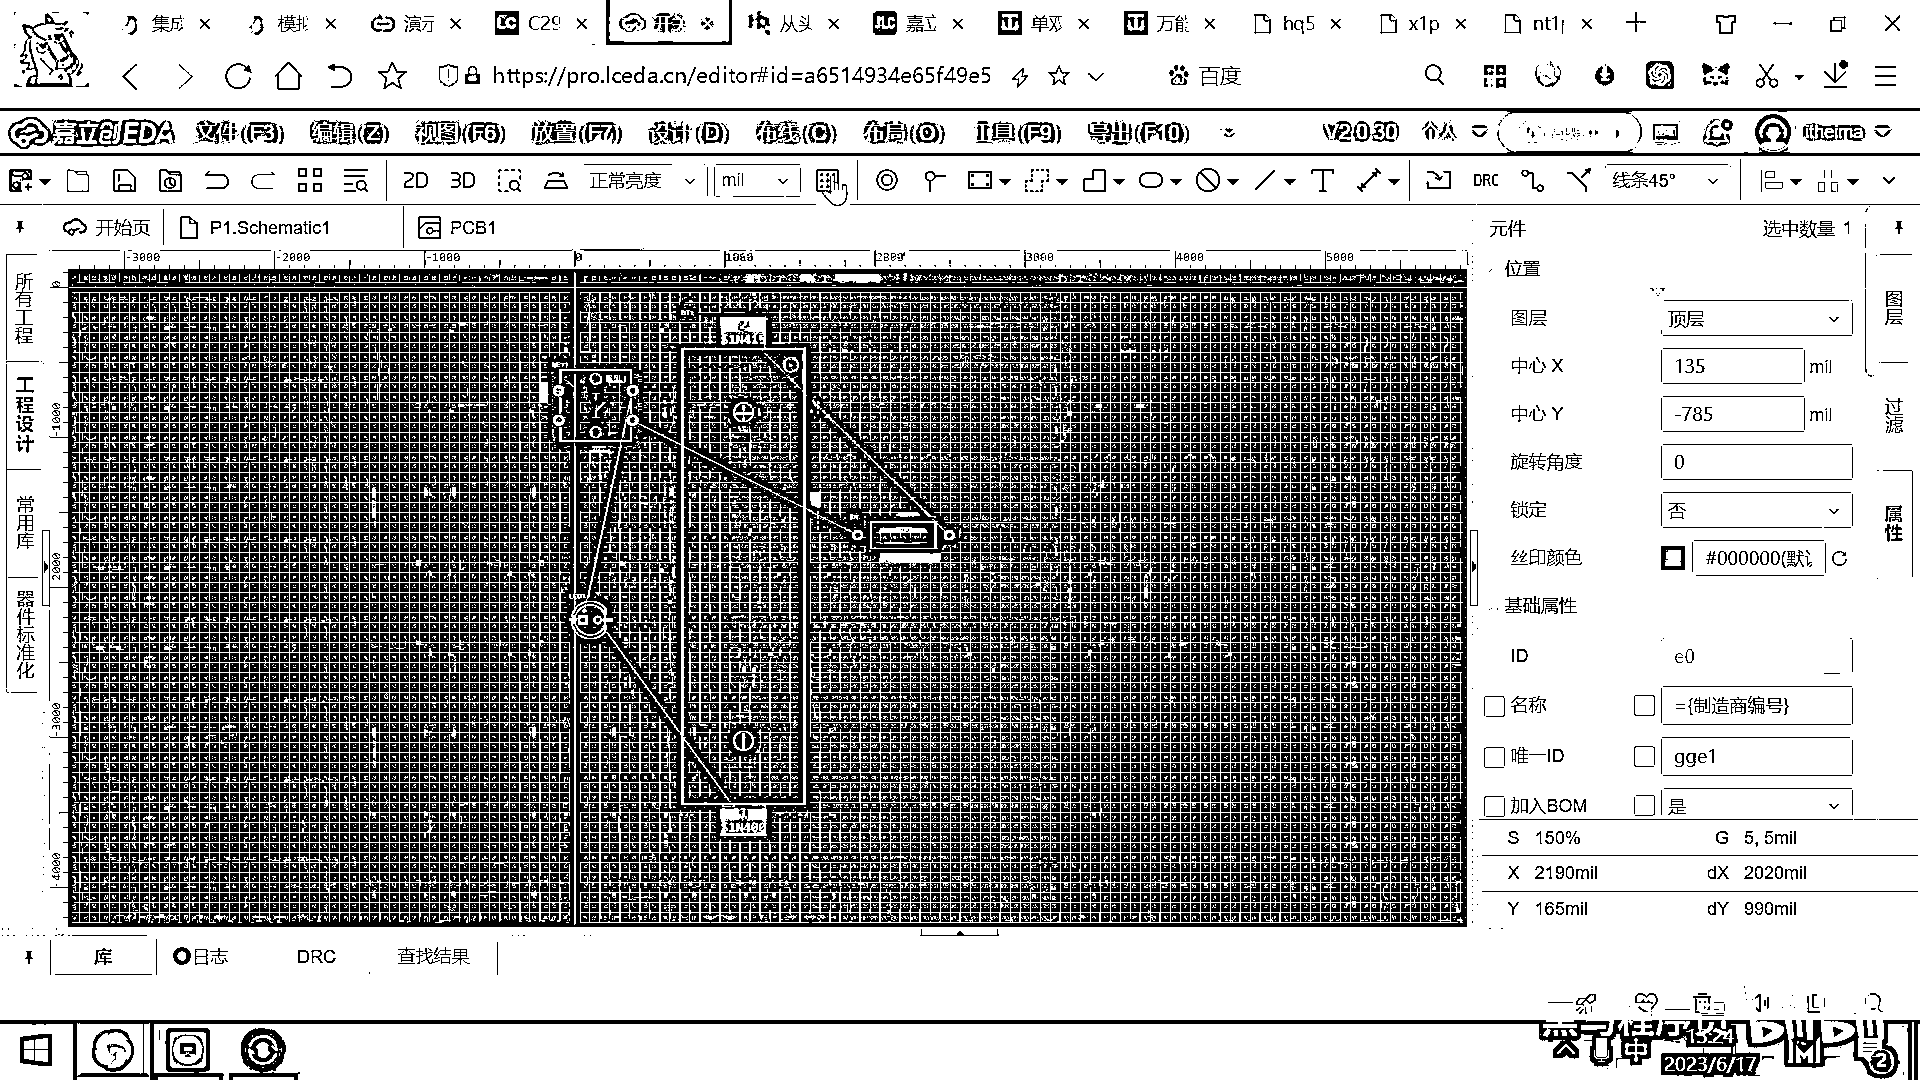 集成
模拟
演示
C29
从头
嘉立
单双
万能
hq5
x1p
nt1p
https://pro.lceda.cn/editor#id=a6514934e65f49e5
百度
嘉立创EDA
文件(F3)
编辑(Z)
视图(F6)
放置(F7)
设计(D)
布线(C)
布局(O)
工具(F9)
导出(F10)
V2.0.30
个人
itheima
2D
3D
正常亮度
mil
DRC
线条45°
开始页
P1.Schematic1
PCB1
元件
选中数量 1
-3000
-2000
-1000
0
1000
2000
3000
4000
5000
所有工程
工程设计
常用库
器件标准化
图层
过滤
属性
位置
图层
顶层
中心 X
135
mil
中心 Y
-785
mil
旋转角度
0
锁定
否
丝印颜色
#000000(默认
基础属性
ID
e0
名称
={制造商编号}
唯一ID
gge1
加入BOM
是
S 150%
G 5, 5mil
X 2190mil
dX 2020mil
Y 165mil
dY 990mil
库
日志
DRC
查找结果
黑马程序员
中
15:24
2023/6/17
2